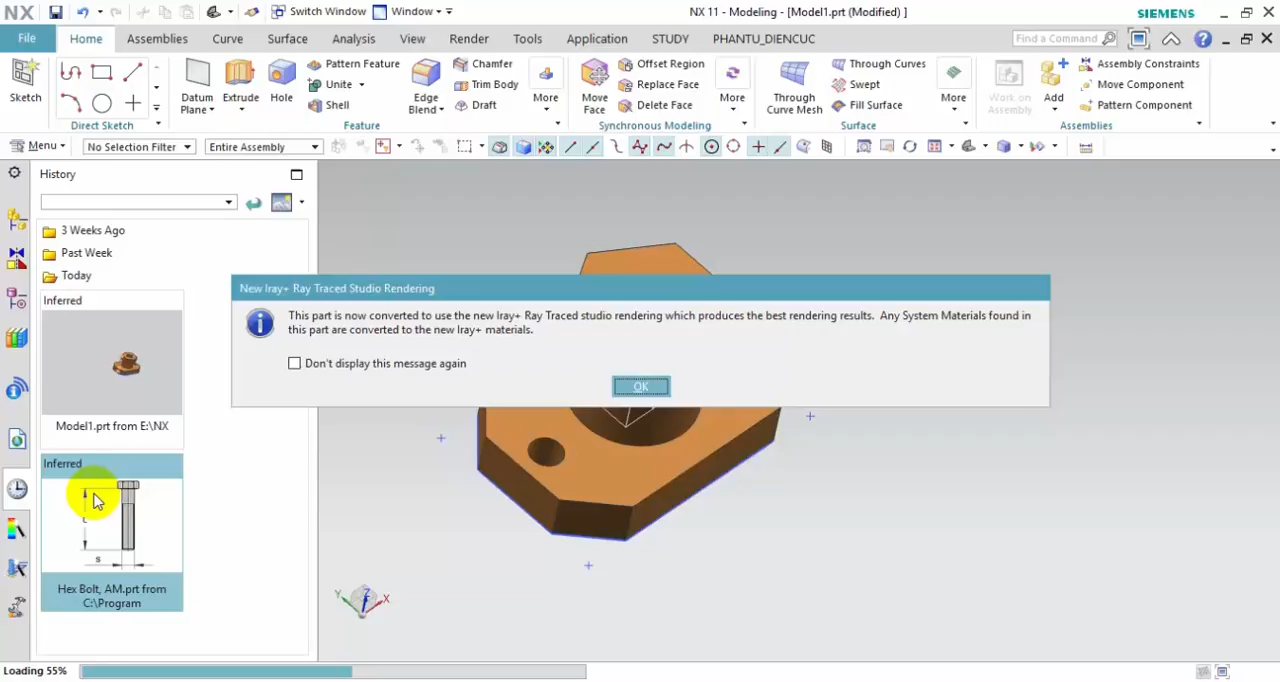 NX
Switch Window
Window
NX 11 - Modeling - [Model1.prt (Modified) ]
SIEMENS
File
Home
Assemblies
Curve
Surface
Analysis
View
Render
Tools
Application
STUDY
PHANTU_DIENCUC
Find a Command
Sketch
Direct Sketch
Datum
Plane
Extrude
Hole
Pattern Feature
Unite
Shell
Edge
Blend
Chamfer
Trim Body
Draft
More
Feature
Move
Face
Offset Region
Replace Face
Delete Face
More
Synchronous Modeling
Through
Curve Mesh
Through Curves
Swept
Fill Surface
More
Surface
Work on
Assembly
Add
Assembly Constraints
Move Component
Pattern Component
Assemblies
Menu
No Selection Filter
Entire Assembly
History
3 Weeks Ago
Past Week
Today
Inferred
Model1.prt from E:\NX
Inferred
L
s
Hex Bolt, AM.prt from
C:\Program
New Iray+ Ray Traced Studio Rendering
This part is now converted to use the new Iray+ Ray Traced studio rendering which produces the best rendering results. Any System Materials found in
this part are converted to the new Iray+ materials.
Don't display this message again
OK
Y
Z
X
Loading 55%